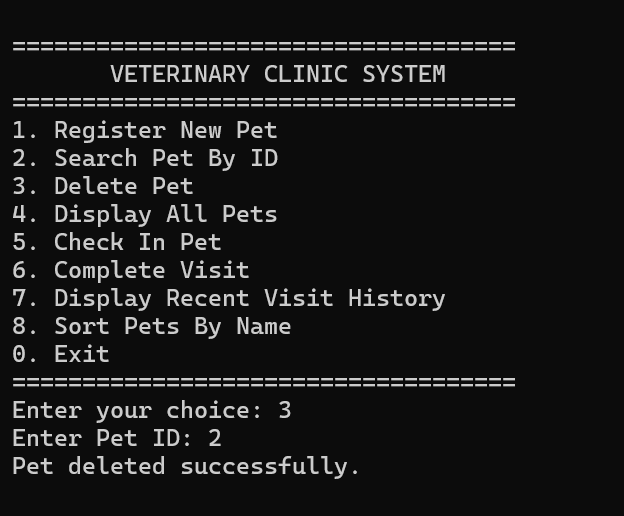 ====================================
VETERINARY CLINIC SYSTEM
====================================
1. Register New Pet
2. Search Pet By ID
3. Delete Pet
4. Display All Pets
5. Check In Pet
6. Complete Visit
7. Display Recent Visit History
8. Sort Pets By Name
0. Exit
====================================
Enter your choice: 3
Enter Pet ID: 2
Pet deleted successfully.